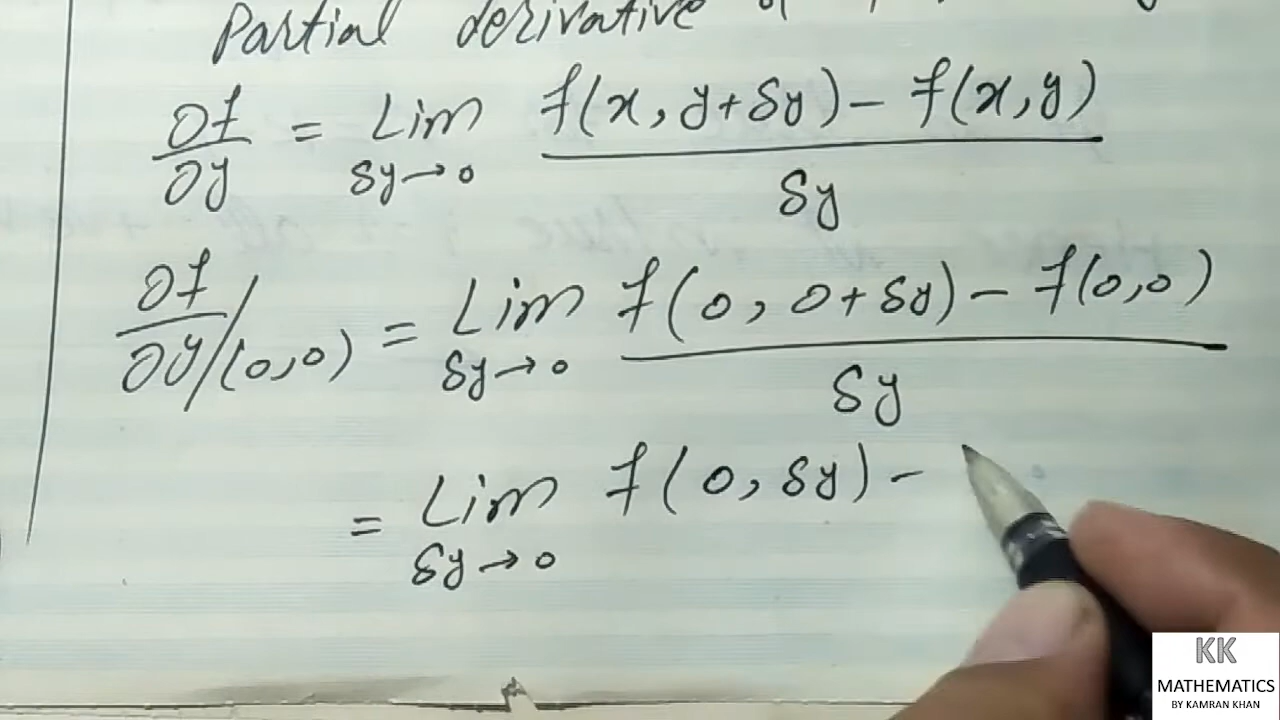 Partial derivative
∂f/∂y = Lim δy→0 f(x, y+δy) − f(x,y) / δy
∂f/∂y/(0,0) = Lim δy→0 f(0, 0+δy) − f(0,0) / δy
= Lim δy→0 f(0, δy) −
KK
MATHEMATICS
BY KAMRAN KHAN